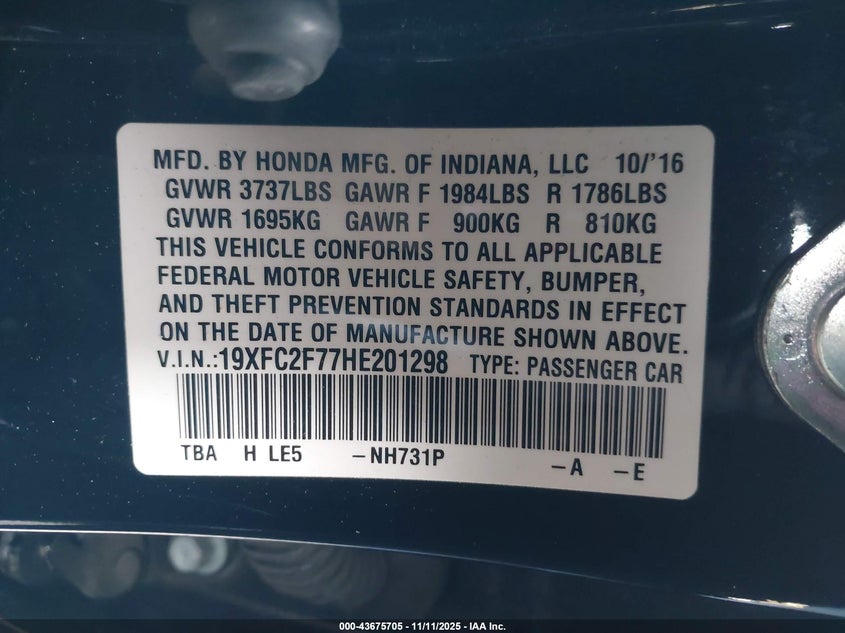 MFD. BY HONDA MFG. OF INDIANA, LLC 10/'16
GVWR 3737LBS GAWR F 1984LBS R 1786LBS
GVWR 1695KG GAWR F 900KG R 810KG
THIS VEHICLE CONFORMS TO ALL APPLICABLE
FEDERAL MOTOR VEHICLE SAFETY, BUMPER,
AND THEFT PREVENTION STANDARDS IN EFFECT
ON THE DATE OF MANUFACTURE SHOWN ABOVE.
V.I.N.:19XFC2F77HE201298 TYPE: PASSENGER CAR
TBA H LE5 -NH731P -A -E
000-43675705 - 11/11/2025 - IAA Inc.